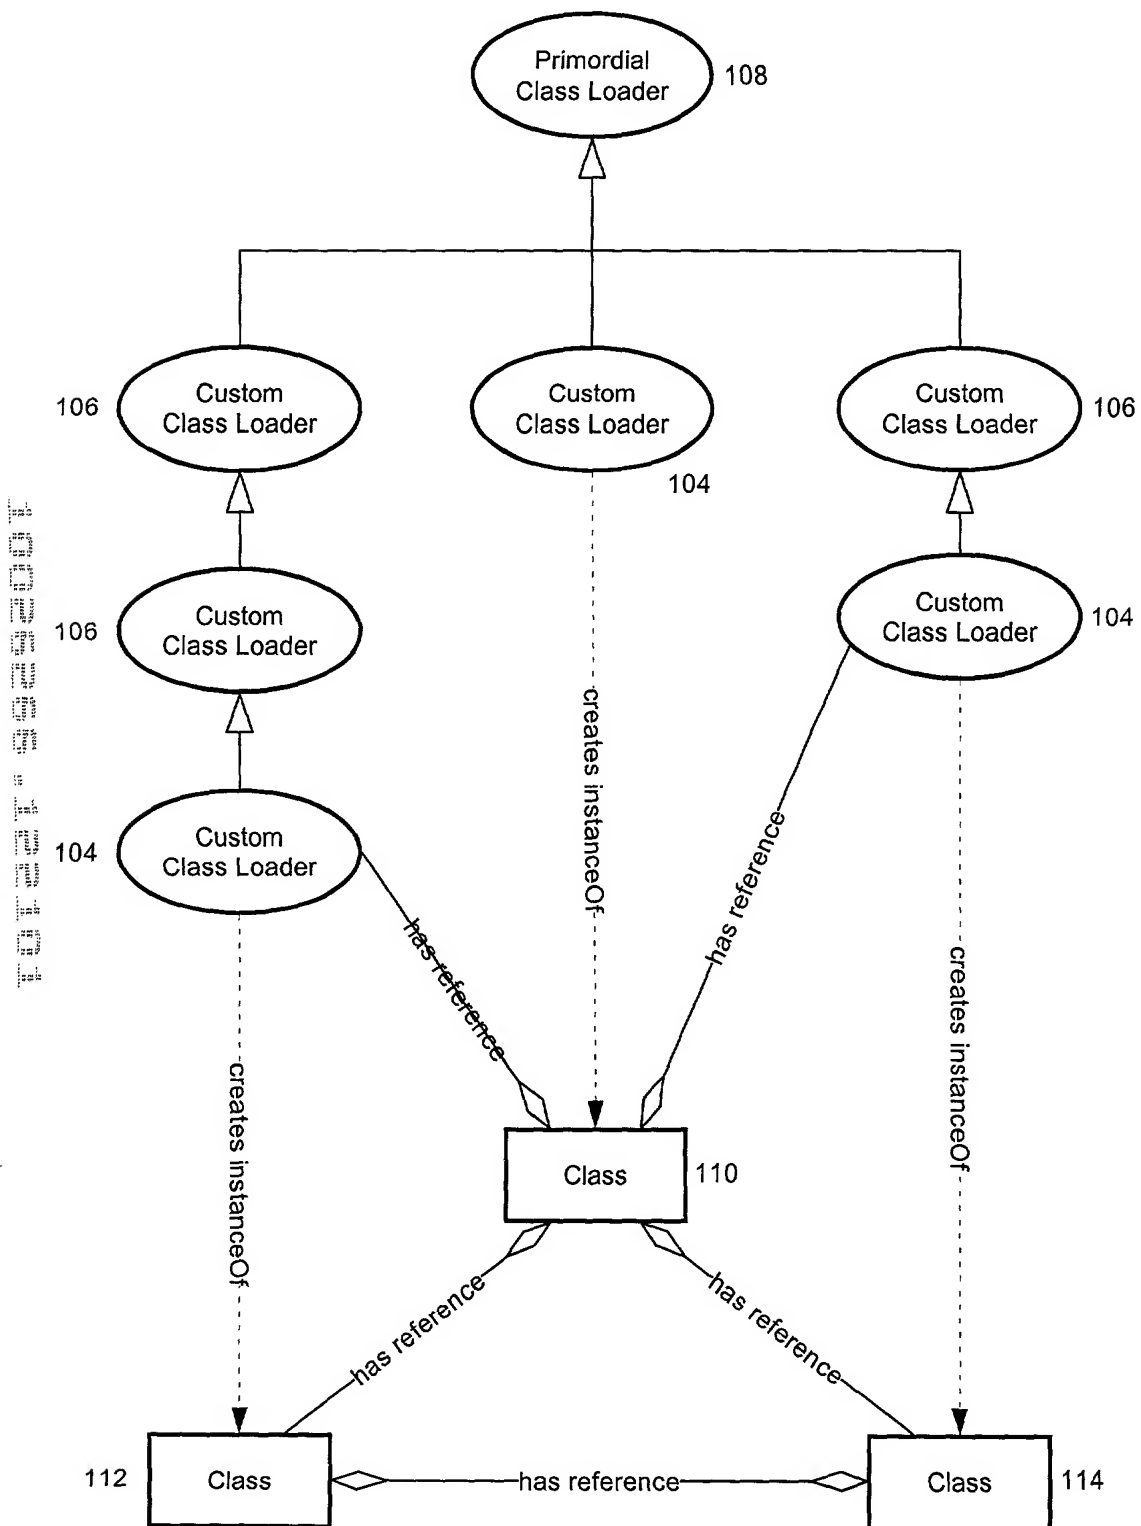 Primordial
Class Loader
108
Custom
Class Loader
106
Custom
Class Loader
104
Custom
Class Loader
106
Custom
Class Loader
106
Custom
Class Loader
104
Custom
Class Loader
104
creates instanceOf
has reference
has reference
creates instanceOf
creates instanceOf
Class
110
has reference
has reference
112
Class
has reference
Class
114